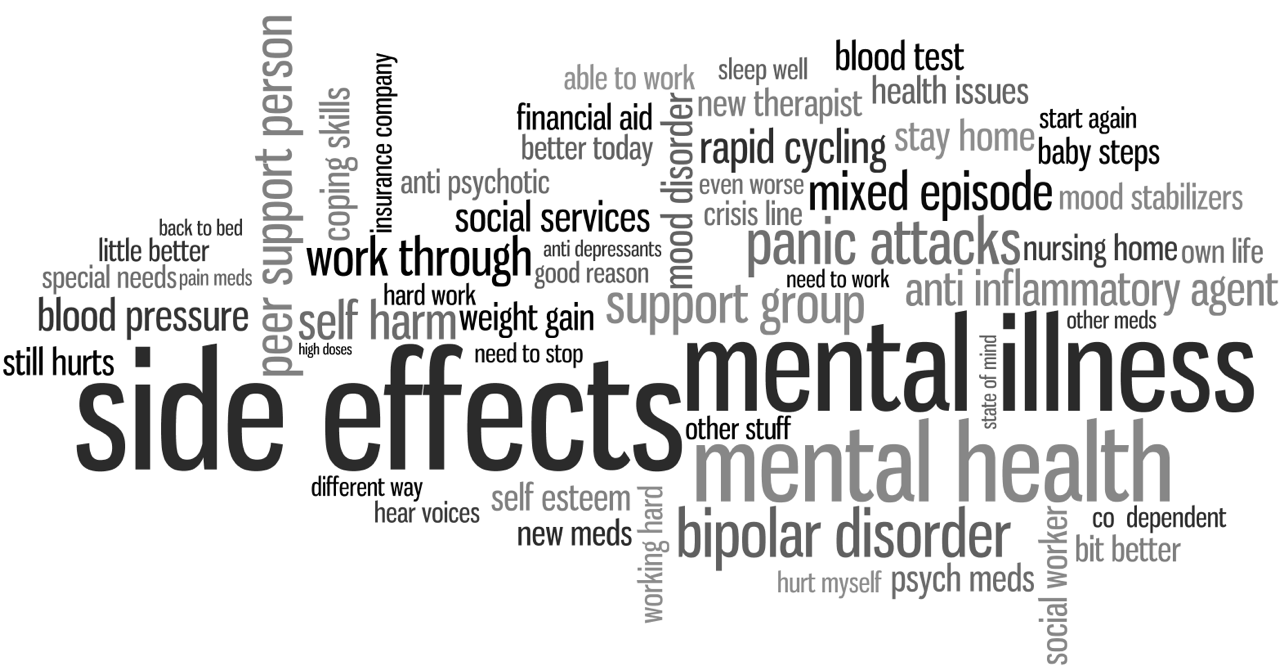 peer support person
coping skills
insurance company
able to work
sleep well
blood test
financial aid
mood disorder
new therapist
health issues
better today
rapid cycling
stay home
start again
baby steps
anti psychotic
even worse
mixed episode
mood stabilizers
social services
crisis line
back to bed
little better
work through
anti depressants
panic attacks
nursing home
own life
special needs
pain meds
good reason
need to work
anti inflammatory agent
hard work
support group
blood pressure
self harm
weight gain
other meds
high doses
need to stop
still hurts
side effects
mental illness
state of mind
other stuff
mental health
different way
self esteem
hear voices
working hard
new meds
bipolar disorder
social worker
co dependent
bit better
hurt myself
psych meds